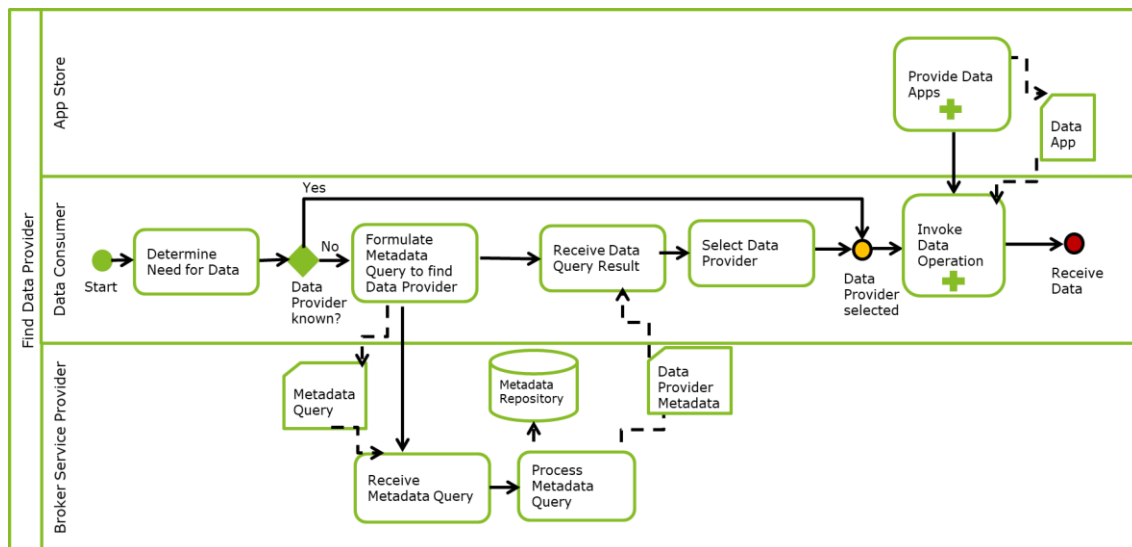 Find Data Provider
App Store
Provide Data
Apps
Data
App
Data Consumer
Start
Determine
Need for Data
Yes
No
Data
Provider
known?
Formulate
Metadata
Query to find
Data Provider
Receive Data
Query Result
Select Data
Provider
Data
Provider
selected
Invoke
Data
Operation
Receive
Data
Broker Service Provider
Metadata
Query
Receive
Metadata Query
Metadata
Repository
Process
Metadata
Query
Data
Provider
Metadata